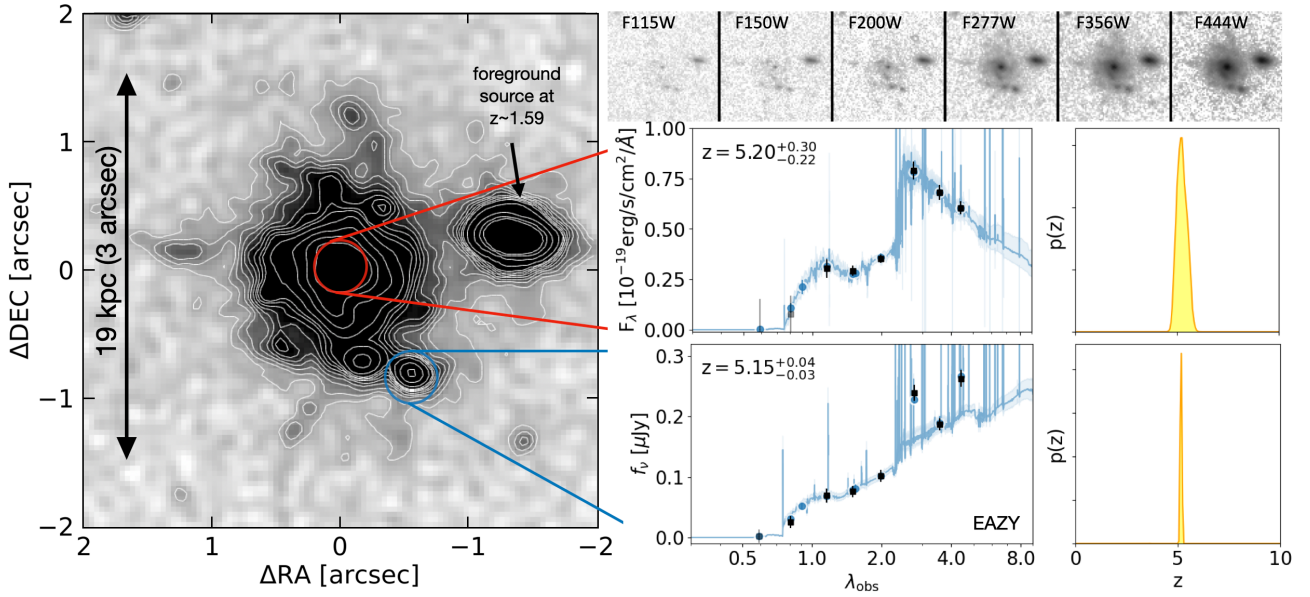 2
1
0
−1
−2
2
1
0
−1
−2
ΔDEC [arcsec]
ΔRA [arcsec]
19 kpc (3 arcsec)
foreground
source at
z~1.59
F115W
F150W
F200W
F277W
F356W
F444W
1.00
0.75
0.50
0.25
0.00
F_λ [10^−19 erg/s/cm^2/Å]
z = 5.20^+0.30_−0.22
p(z)
0.3
0.2
0.1
0.0
f_ν [μJy]
z = 5.15^+0.04_−0.03
EAZY
0.5
1.0
2.0
4.0
8.0
λ_obs
p(z)
0
5
10
z